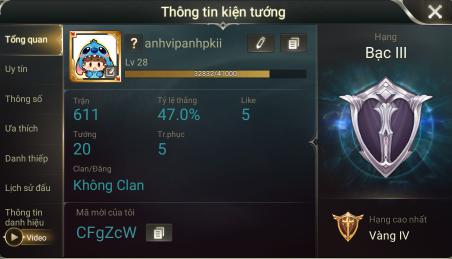 Thông tin kiện tướng
Tổng quan
Uy tín
Thông số
Ưa thích
Danh thiếp
Lịch sử đấu
Thông tin
danh hiệu
Video
? anhvipanhpkii
Lv 28
32832/41000
Trận
Tỷ lệ thắng
Like
611
47.0%
5
Tướng
Tr.phục
20
5
Clan/Đăng
Không Clan
Mã mời của tôi
CFgZcW
Hạng
Bạc III
Hạng cao nhất
Vàng IV